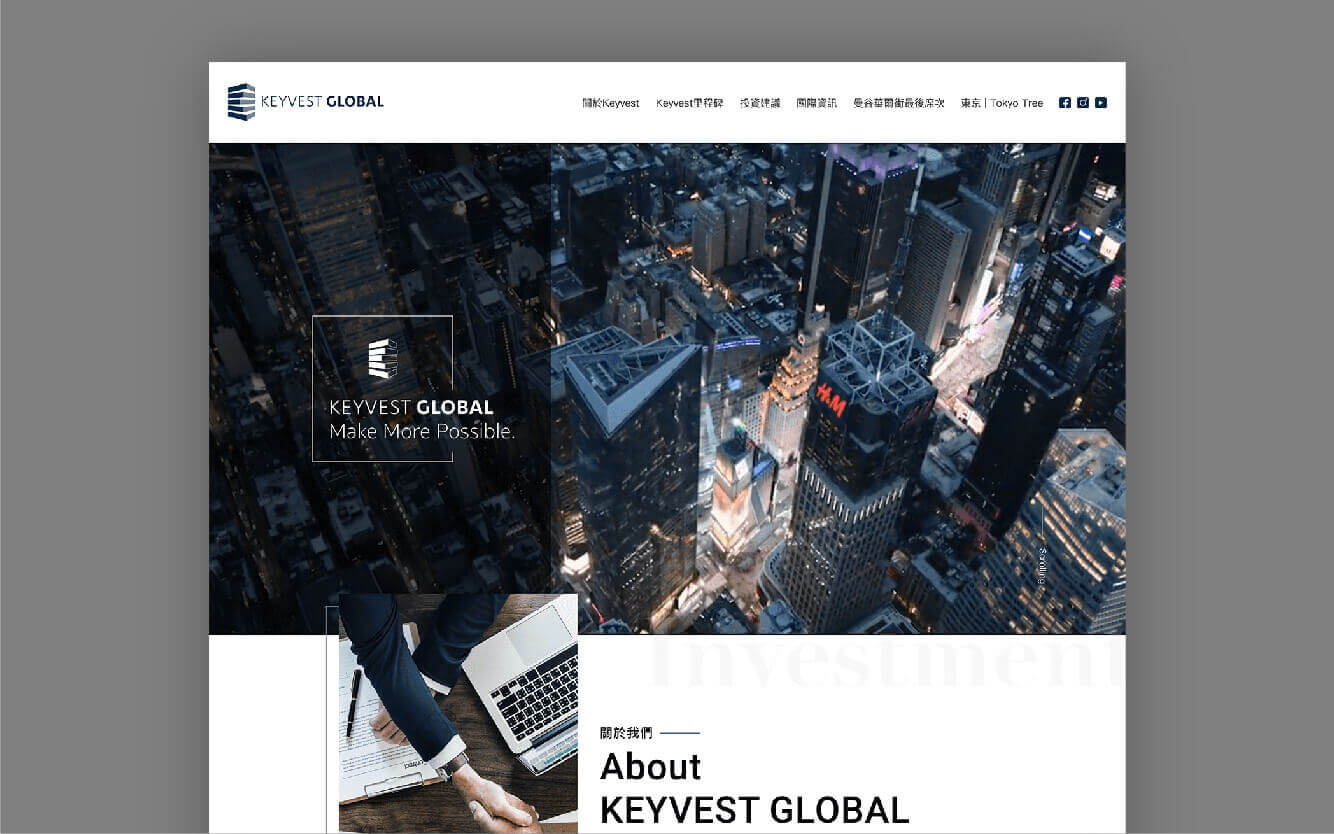 KEYVEST GLOBAL
關於Keyvest Keyvest里程碑 投資建議 國際資訊 曼谷華爾街最後席次 東京 | Tokyo Tree
H&M
KEYVEST GLOBAL
Make More Possible.
Scrolling
Investment
關於我們
About
KEYVEST GLOBAL